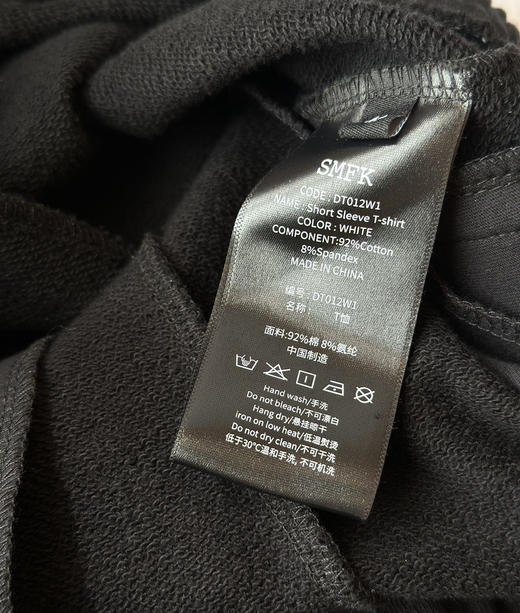 SMFK
CODE : DT012W1
NAME : Short Sleeve T-shirt
COLOR : WHITE
COMPONENT:92%Cotton
8%Spandex
MADE IN CHINA
编号: DT012W1
名称: T恤
面料:92%棉 8%氨纶
中国制造
Hand wash/手洗
Do not bleach/不可漂白
Hang dry/悬挂晾干
iron on low heat/低温熨烫
Do not dry clean/不可干洗
低于30℃温和手洗, 不可机洗